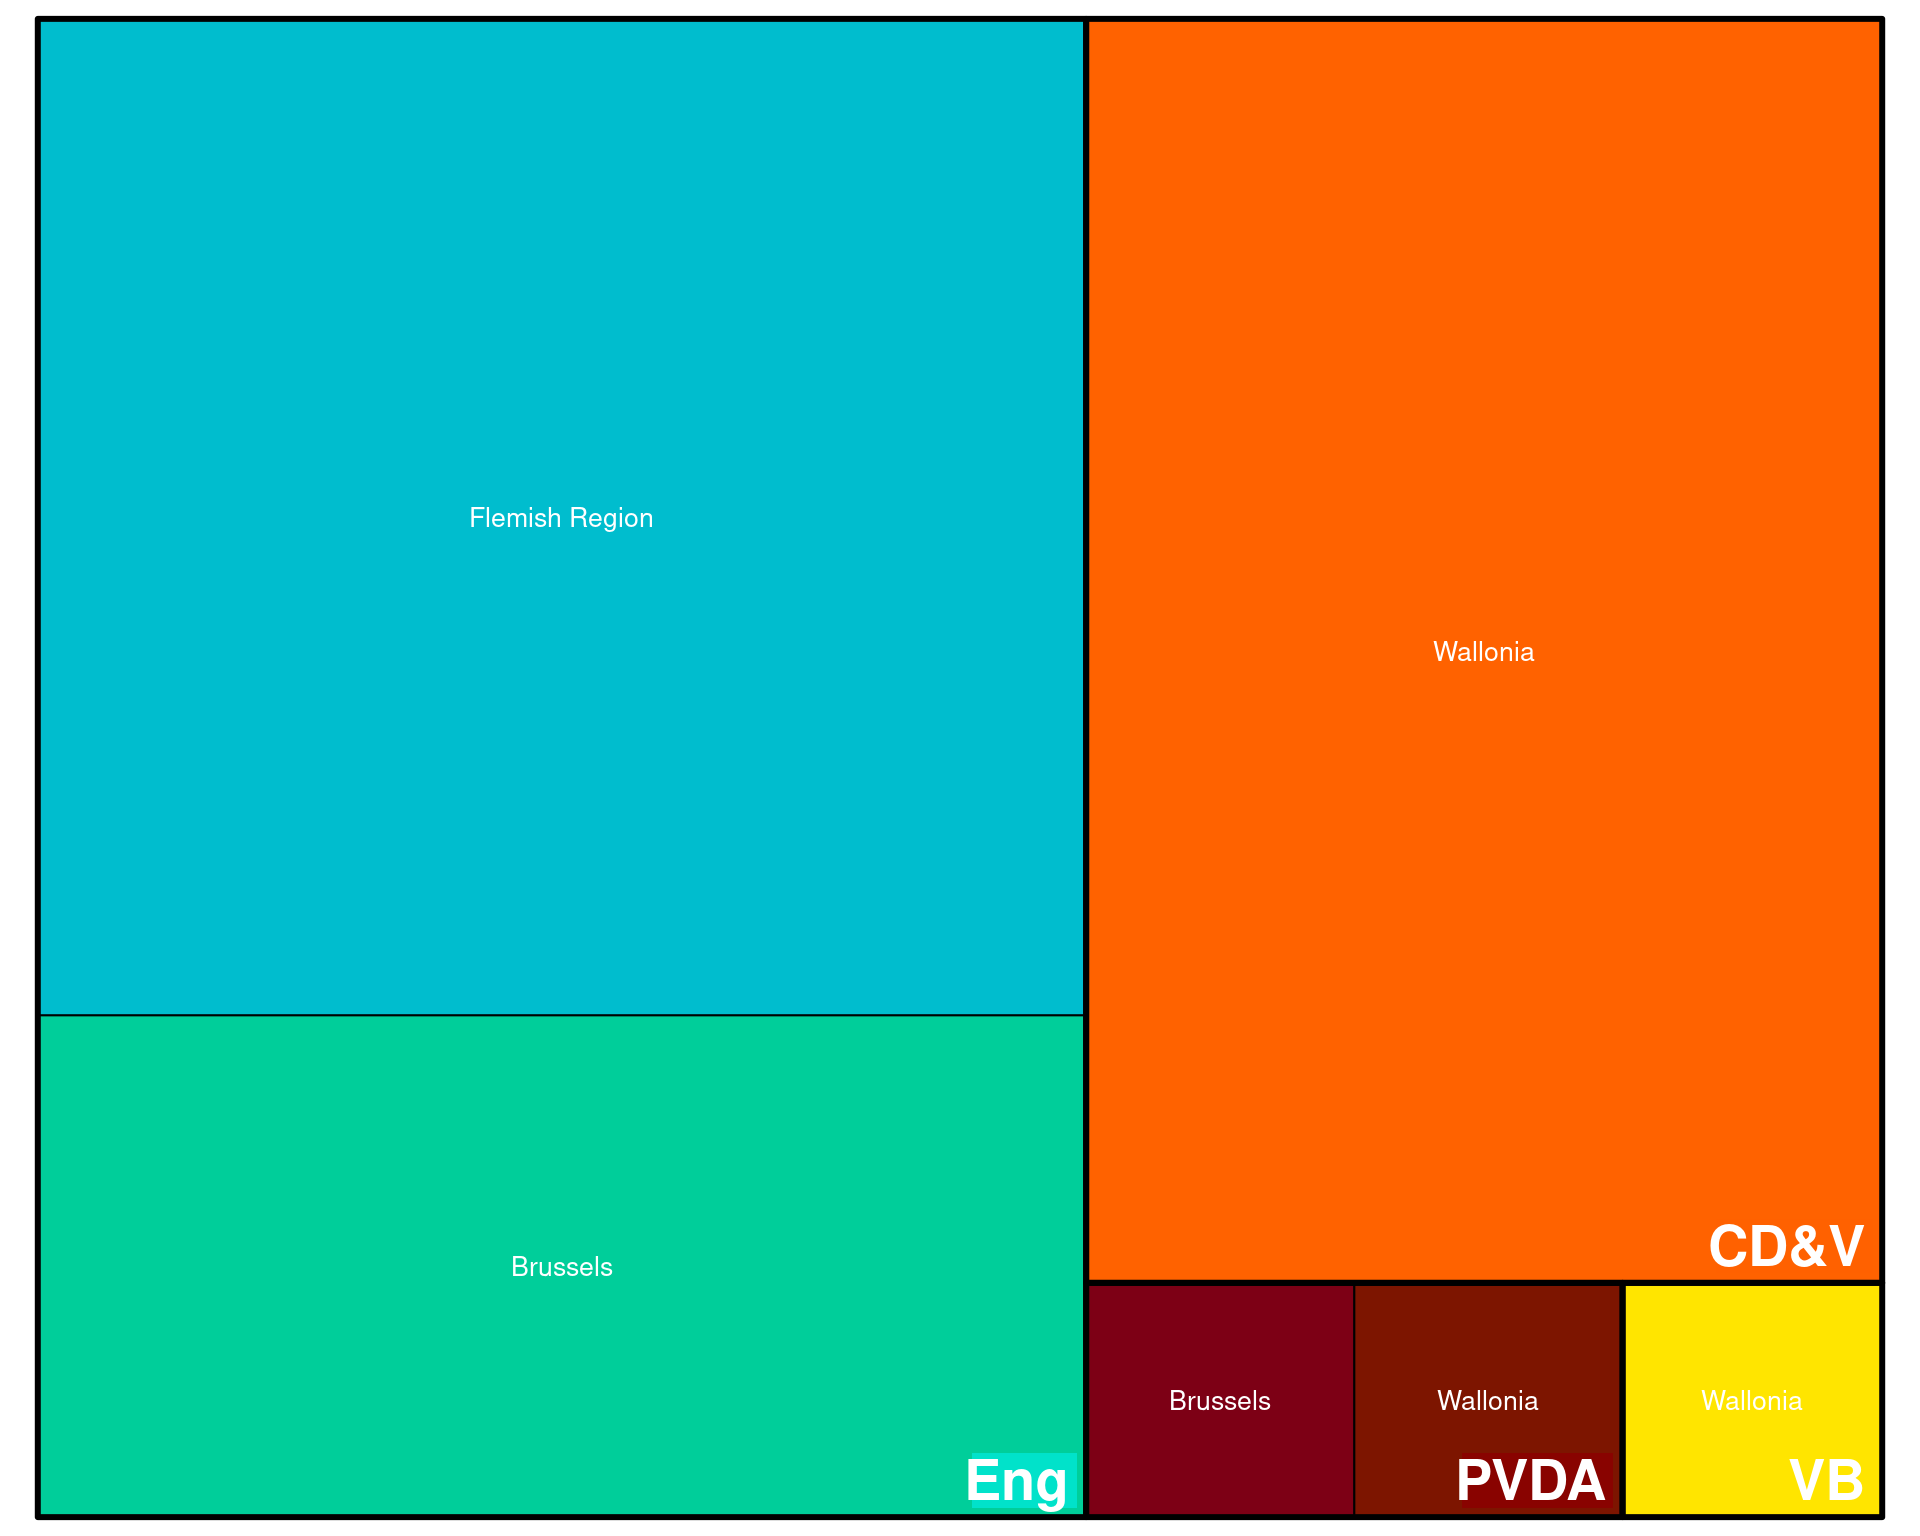 Flemish Region
Wallonia
CD&V
Brussels
Eng
Brussels
Wallonia
PVDA
Wallonia
VB